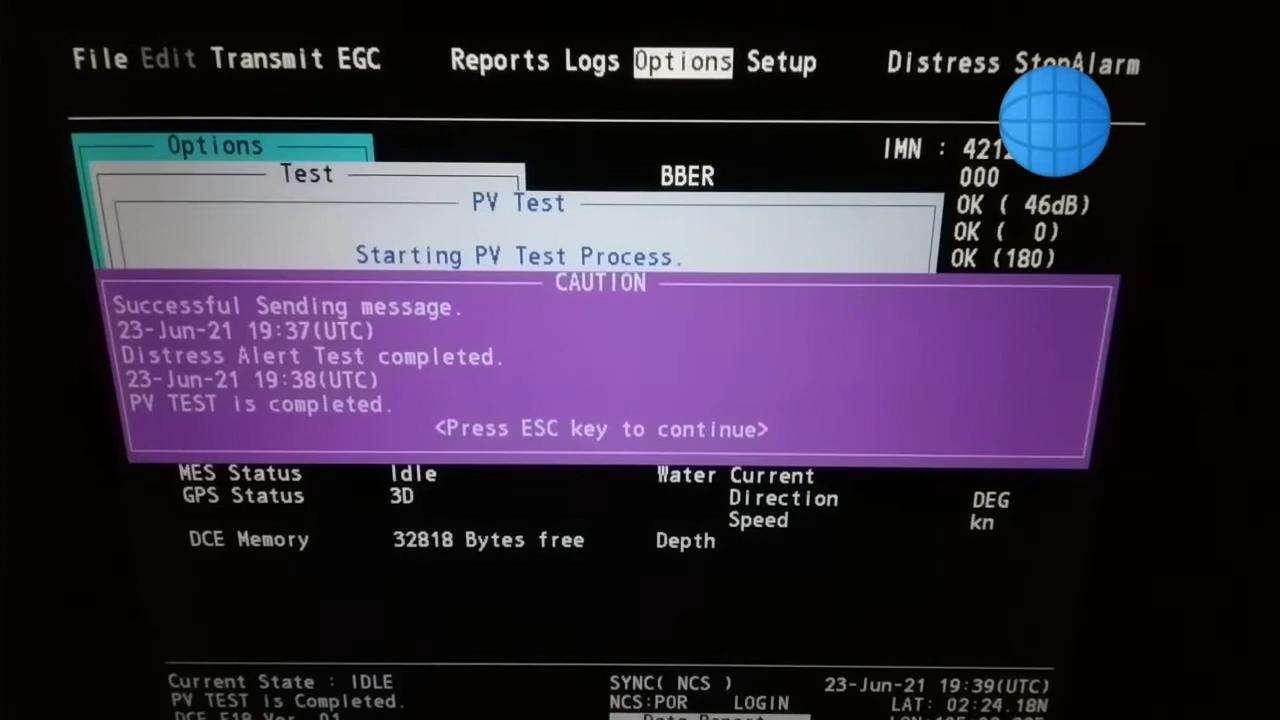 File Edit Transmit EGC Reports Logs Options Setup Distress StopAlarm
Options
IMN : 4212
Test
BBER
000
PV Test
OK ( 46dB)
OK ( 0)
Starting PV Test Process.
OK (180)
CAUTION
Successful Sending message.
23-Jun-21 19:37(UTC)
Distress Alert Test completed.
23-Jun-21 19:38(UTC)
PV TEST is completed.
<Press ESC key to continue>
MES Status Idle Water Current
GPS Status 3D Direction DEG
Speed kn
DCE Memory 32818 Bytes free Depth
Current State : IDLE SYNC( NCS ) 23-Jun-21 19:39(UTC)
PV TEST is Completed. NCS:POR LOGIN LAT: 02:24.18N